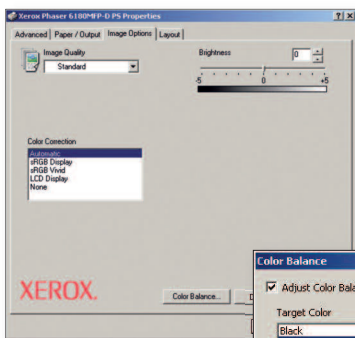 Xerox Phaser 6180MFP-D PS Properties
Advanced Paper / Output Image Options Layout
Image Quality
Standard
Brightness
0
-5 0 +5
Color Correction
Automatic
sRGB Display
sRGB Vivid
LCD Display
None
XEROX.
Color Balance...
Color Balance
Adjust Color Bala
Target Color
Black